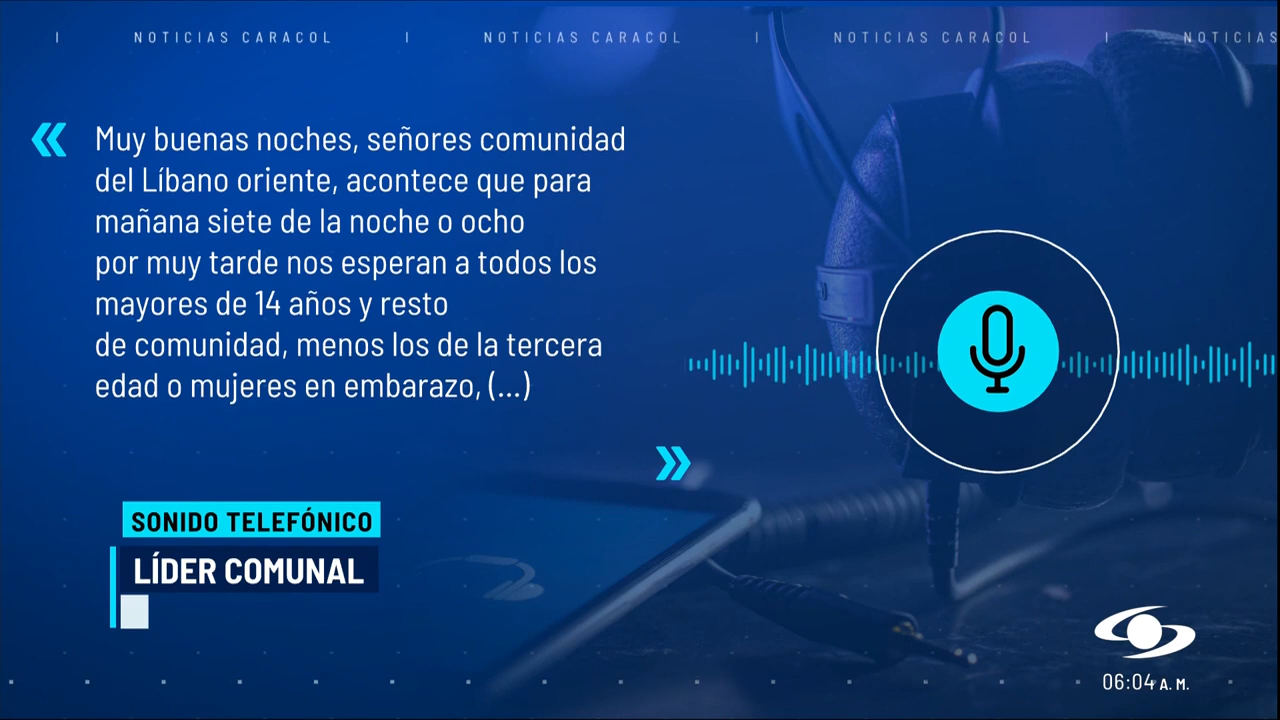 NOTICIAS CARACOL NOTICIAS CARACOL NOTICIAS CARACOL NOTICIAS
« Muy buenas noches, señores comunidad
del Líbano oriente, acontece que para
mañana siete de la noche o ocho
por muy tarde nos esperan a todos los
mayores de 14 años y resto
de comunidad, menos los de la tercera
edad o mujeres en embarazo, (...)
»
SONIDO TELEFÓNICO
LÍDER COMUNAL
06:04 A. M.